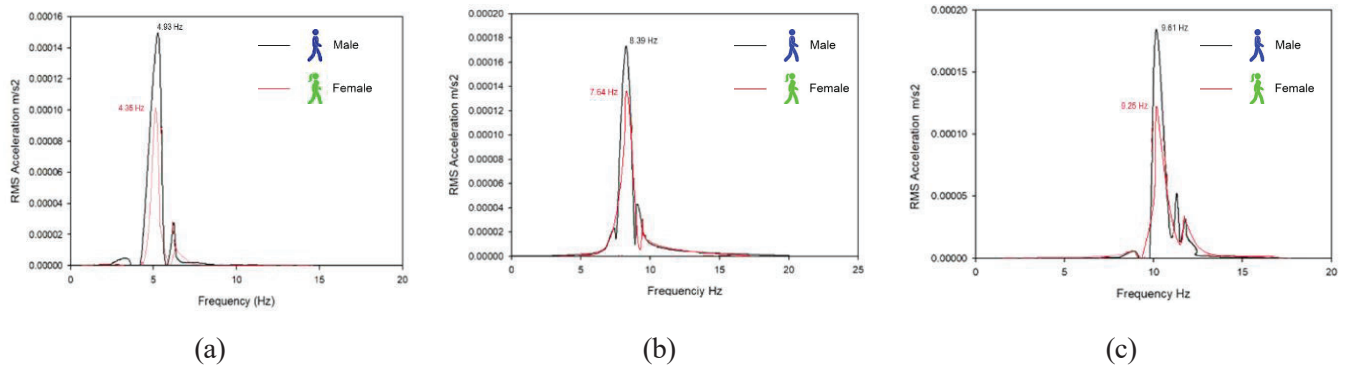 0.00016
0.00014
0.00012
0.00010
0.00008
0.00006
0.00004
0.00002
0.00000
RMS Acceleration m/s2
4.93 Hz
4.35 Hz
Male
Female
0 5 10 15 20
Frequency (Hz)
(a)
0.00020
0.00018
0.00016
0.00014
0.00012
0.00010
0.00008
0.00006
0.00004
0.00002
0.00000
RMS Acceleration m/s2
8.39 Hz
7.64 Hz
Male
Female
0 5 10 15 20 25
Frequenciy Hz
(b)
0.00020
0.00015
0.00010
0.00005
0.00000
RMS Acceleration m/s2
9.61 Hz
9.25 Hz
Male
Female
0 5 10 15 20
Frequency Hz
(c)